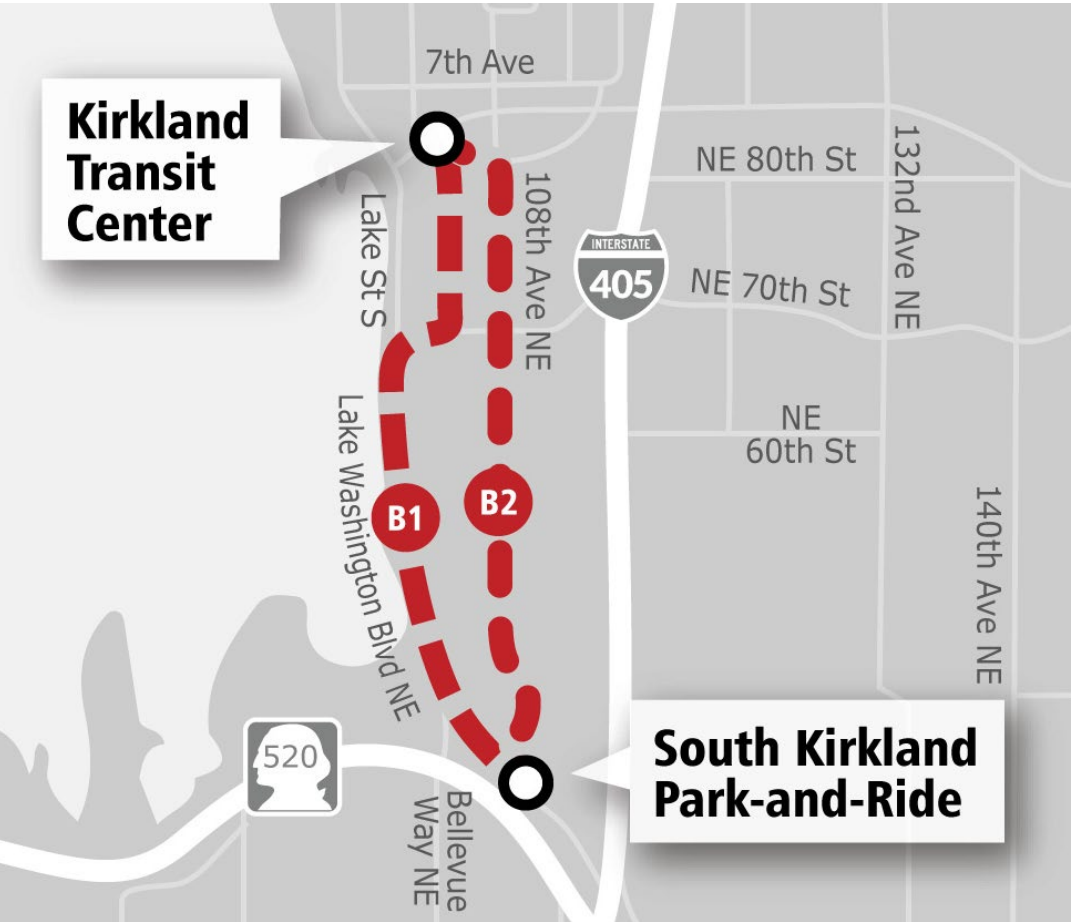 7th Ave
Kirkland
Transit
Center
NE 80th St
132nd Ave NE
108th Ave NE
Lake St S
INTERSTATE
405
NE 70th St
Lake Washington Blvd NE
NE
60th St
B1
B2
140th Ave NE
520
South Kirkland
Park-and-Ride
Bellevue
Way NE